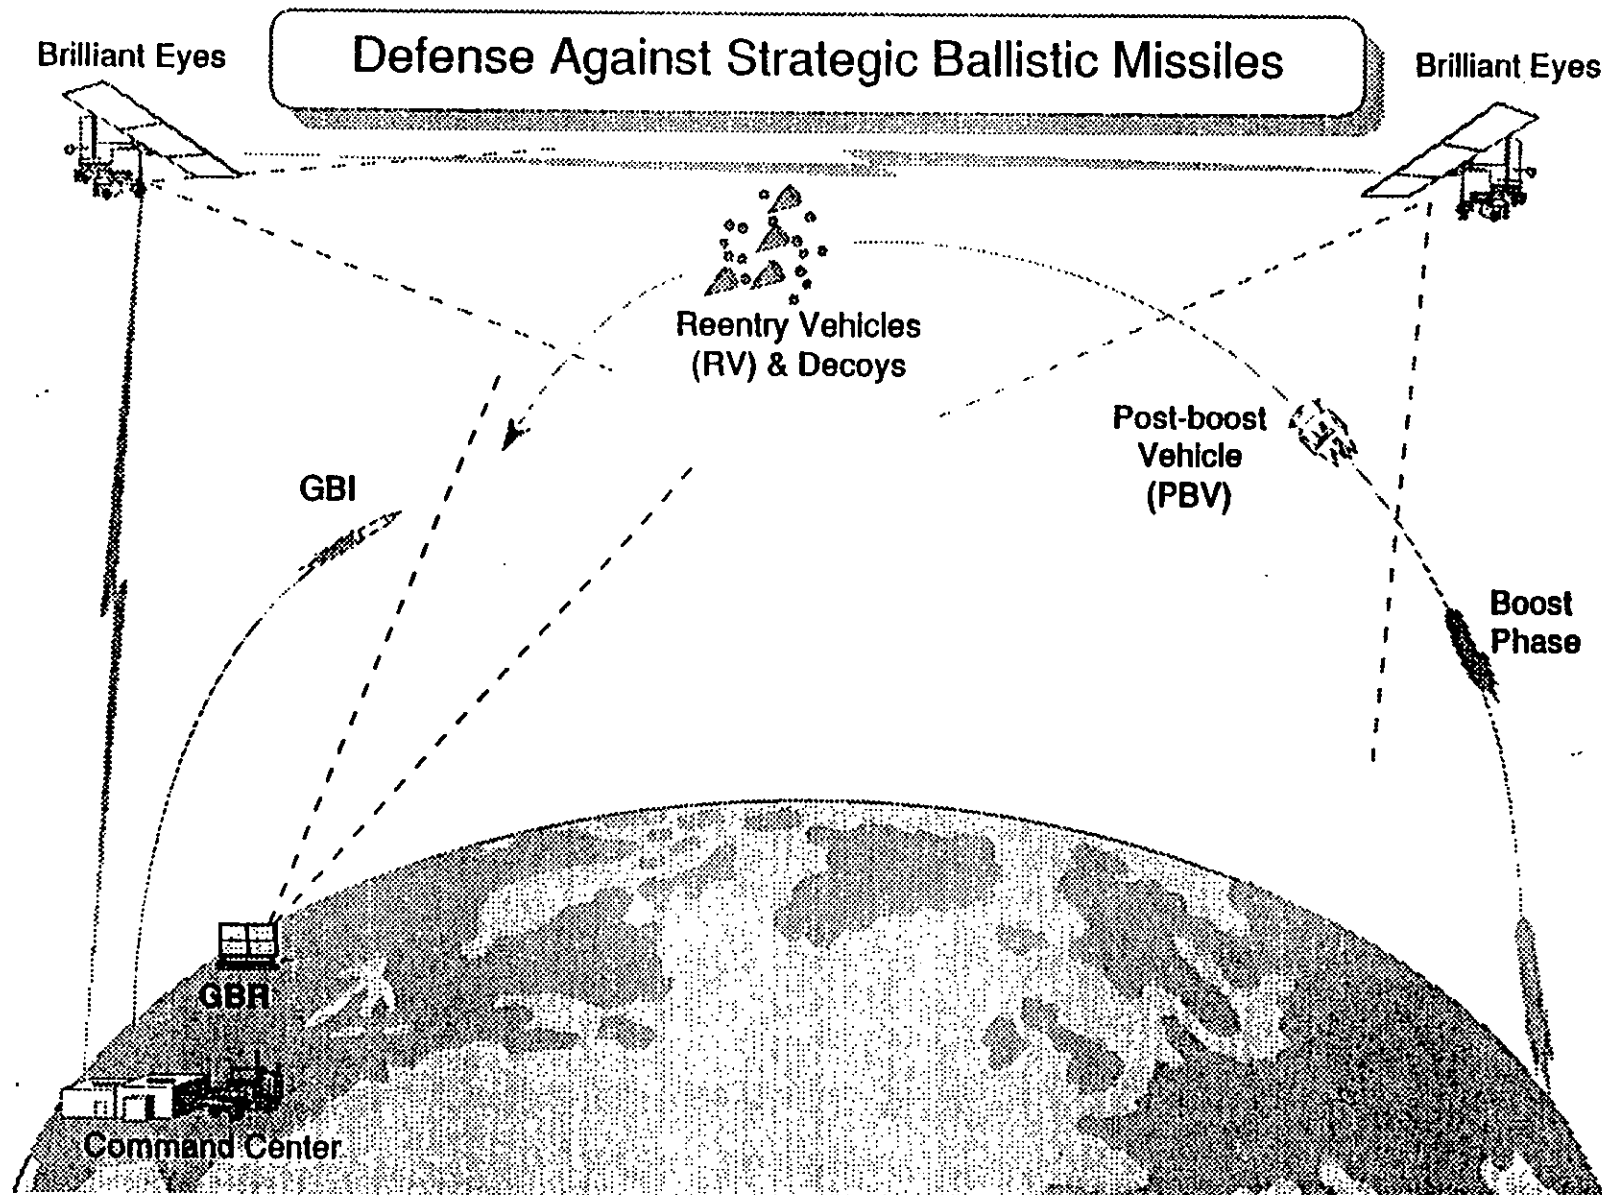 Defense Against Strategic Ballistic Missiles
Brilliant Eyes
Brilliant Eyes
Reentry Vehicles
(RV) & Decoys
Post-boost
Vehicle
(PBV)
GBI
Boost
Phase
GBR
Command Center